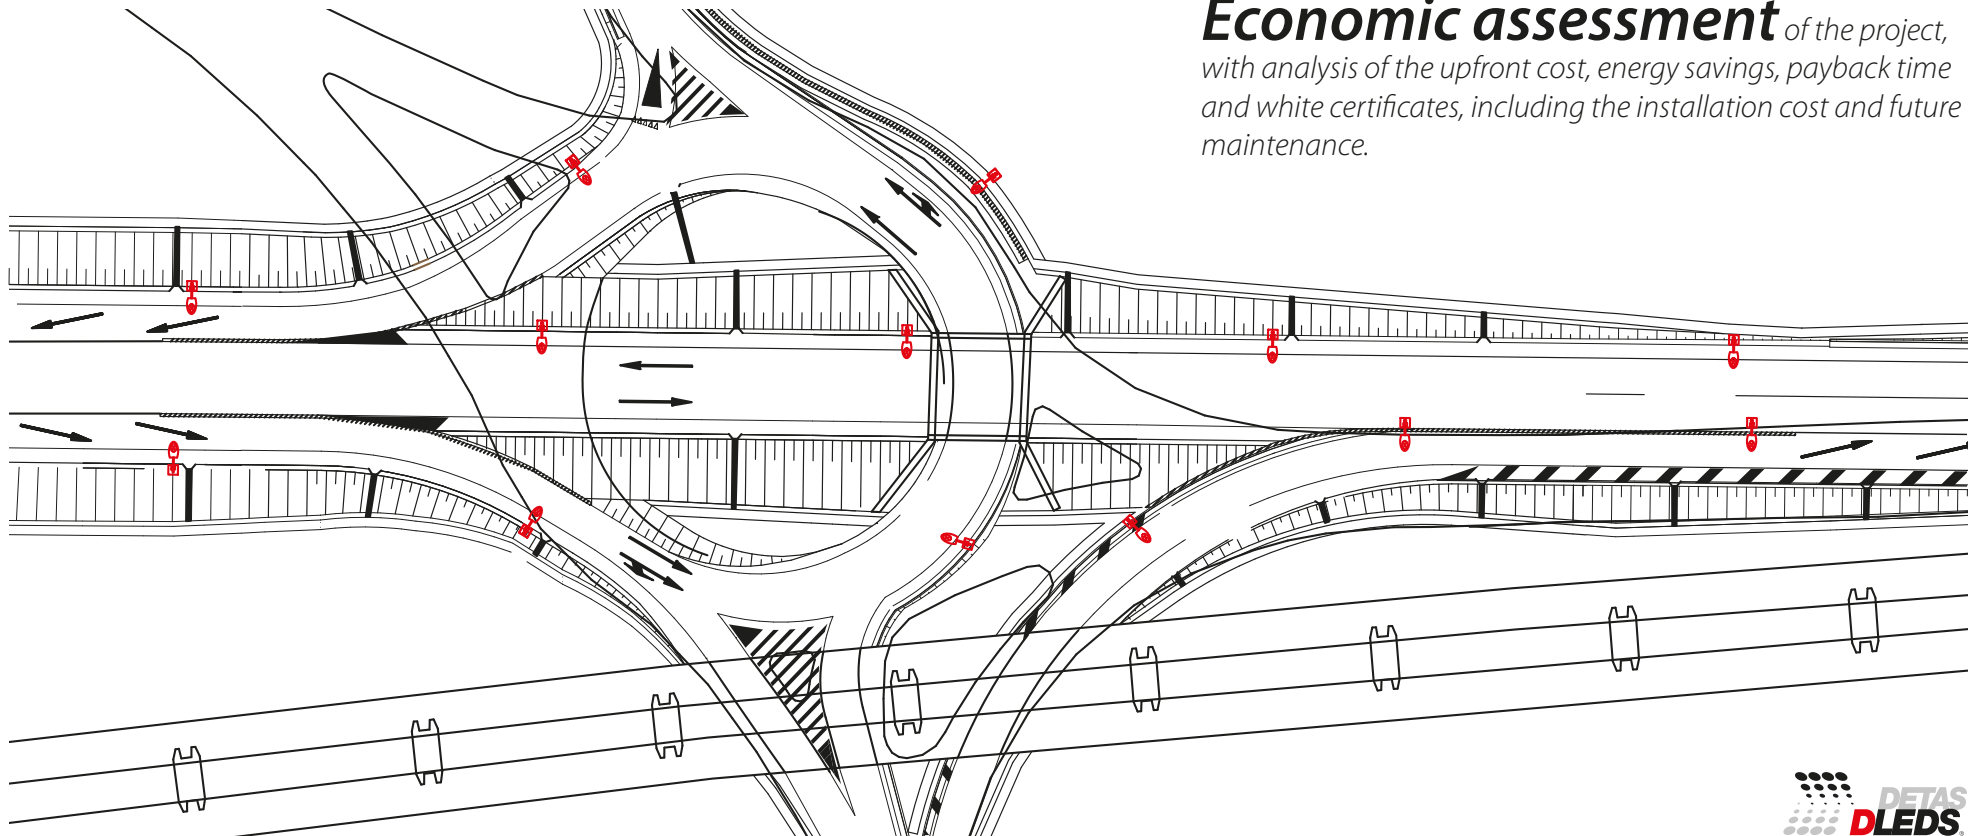 Economic assessment of the project,
with analysis of the upfront cost, energy savings, payback time
and white certificates, including the installation cost and future
maintenance.
DETAS
DLEDS®